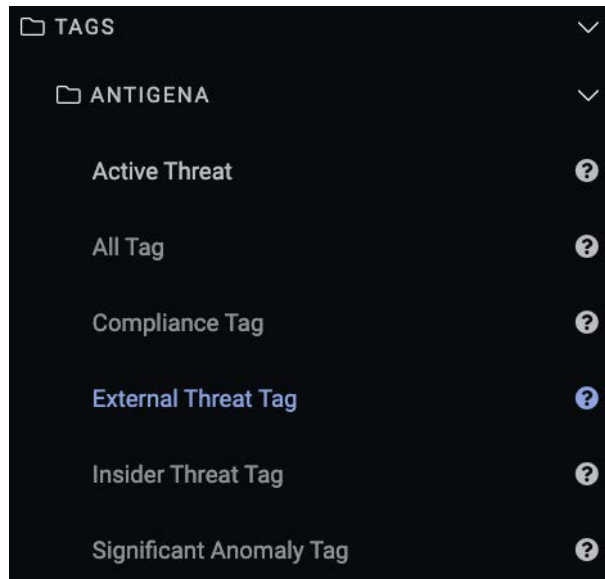 TAGS
ANTIGENA
Active Threat
All Tag
Compliance Tag
External Threat Tag
Insider Threat Tag
Significant Anomaly Tag